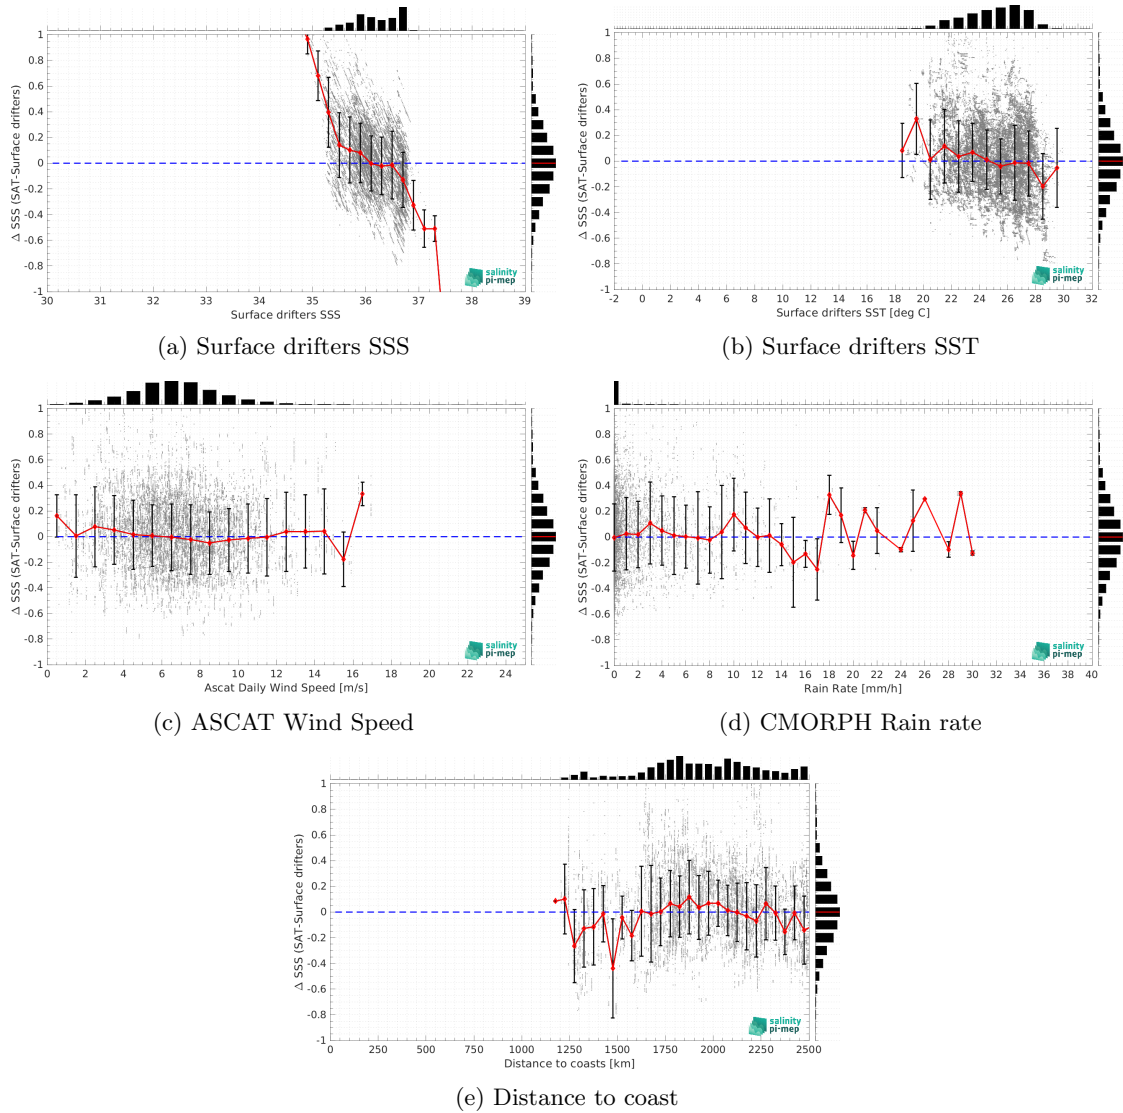 1
0.8
0.6
0.4
0.2
0
-0.2
-0.4
-0.6
-0.8
-1
Δ SSS (SAT-Surface drifters)
salinity
pi-mep
30 31 32 33 34 35 36 37 38 39
Surface drifters SSS
(a) Surface drifters SSS
1
0.8
0.6
0.4
0.2
0
-0.2
-0.4
-0.6
-0.8
-1
Δ SSS (SAT-Surface drifters)
salinity
pi-mep
-2 0 2 4 6 8 10 12 14 16 18 20 22 24 26 28 30 32
Surface drifters SST [deg C]
(b) Surface drifters SST
1
0.8
0.6
0.4
0.2
0
-0.2
-0.4
-0.6
-0.8
-1
Δ SSS (SAT-Surface drifters)
salinity
pi-mep
0 2 4 6 8 10 12 14 16 18 20 22 24
Ascat Daily Wind Speed [m/s]
(c) ASCAT Wind Speed
1
0.8
0.6
0.4
0.2
0
-0.2
-0.4
-0.6
-0.8
-1
Δ SSS (SAT-Surface drifters)
salinity
pi-mep
0 2 4 6 8 10 12 14 16 18 20 22 24 26 28 30 32 34 36 38 40
Rain Rate [mm/h]
(d) CMORPH Rain rate
1
0.8
0.6
0.4
0.2
0
-0.2
-0.4
-0.6
-0.8
-1
Δ SSS (SAT-Surface drifters)
salinity
pi-mep
0 250 500 750 1000 1250 1500 1750 2000 2250 2500
Distance to coasts [km]
(e) Distance to coast